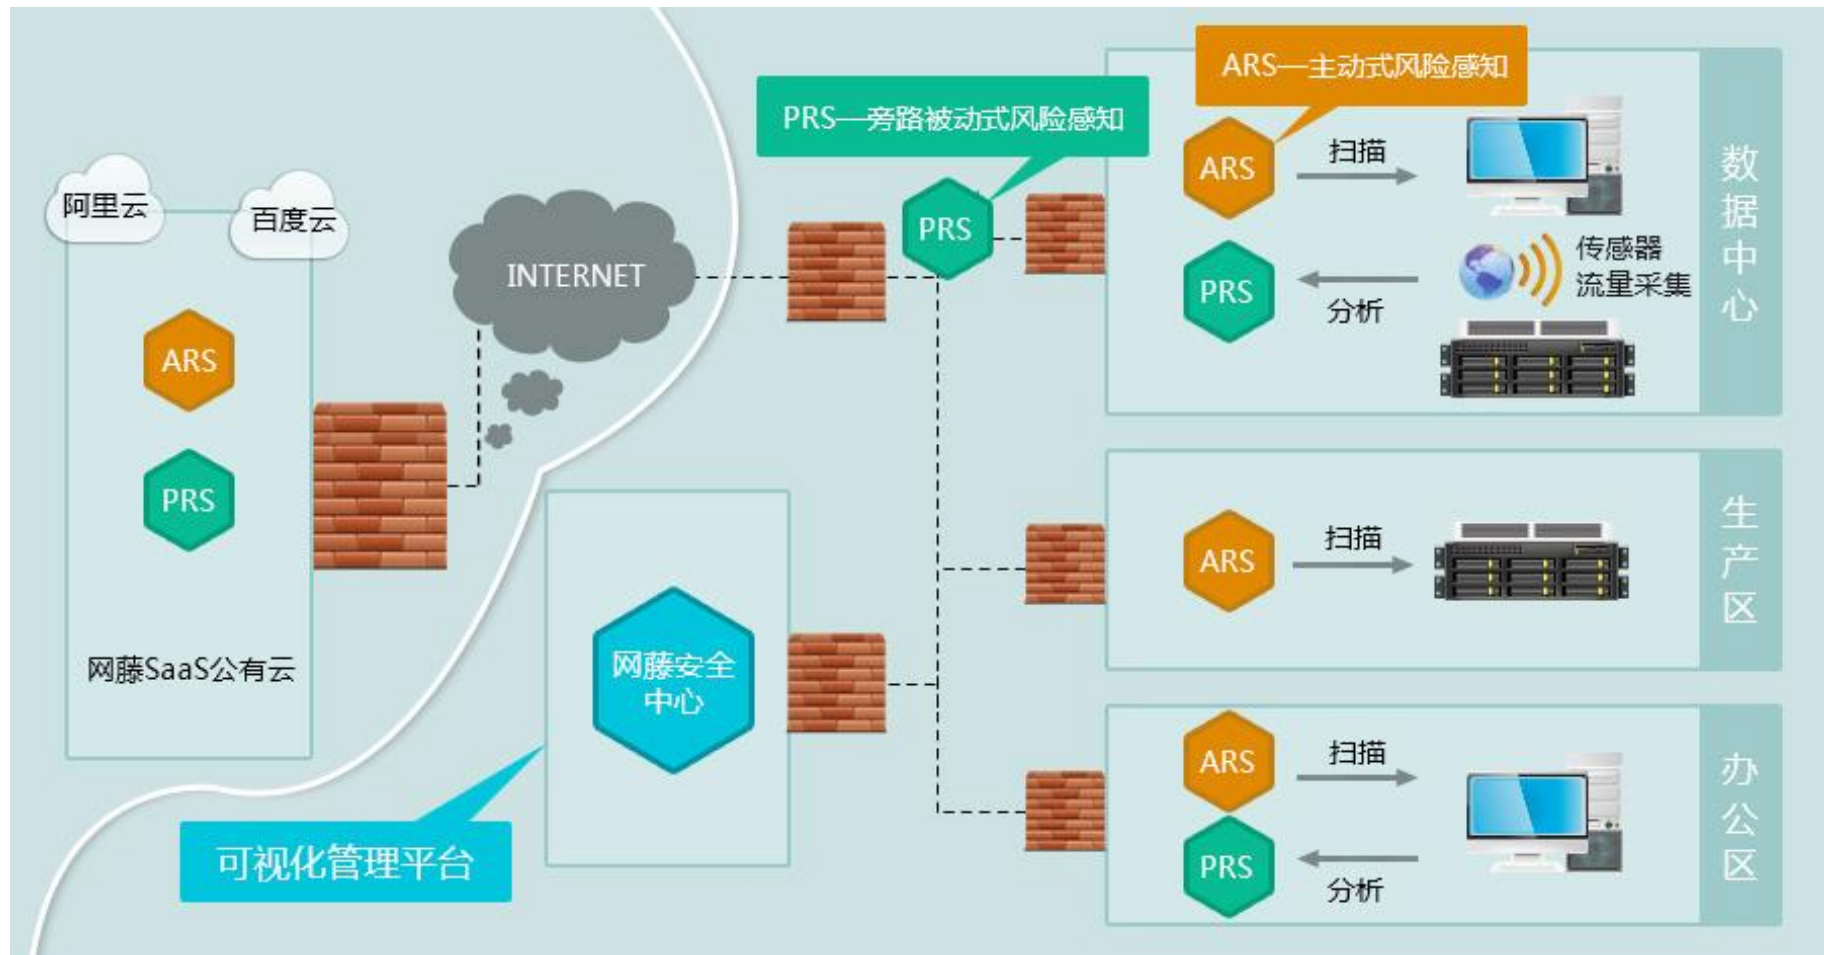 阿里云
百度云
ARS
PRS
网藤SaaS公有云
INTERNET
可视化管理平台
网藤安全
中心
PRS—旁路被动式风险感知
PRS
ARS—主动式风险感知
ARS
扫描
PRS
分析
传感器
流量采集
数据中心
ARS
扫描
生产区
ARS
扫描
PRS
分析
办公区